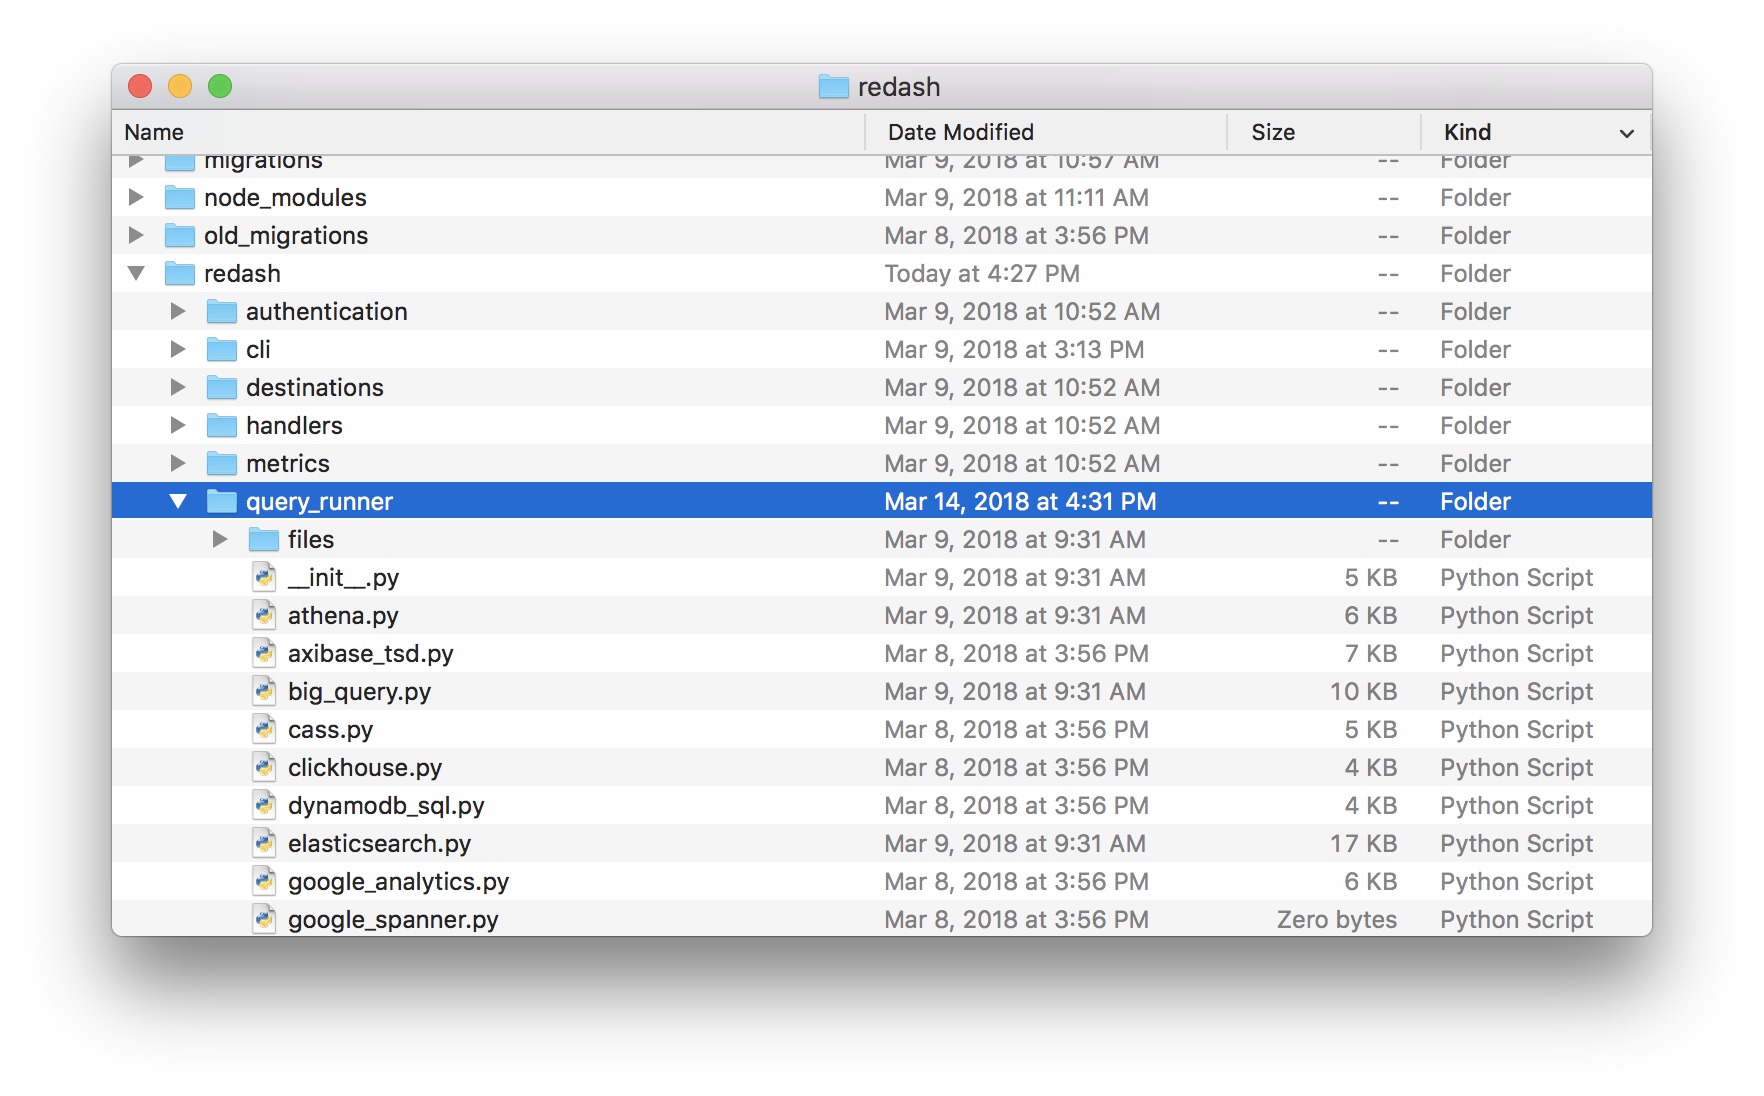 redash
Name Date Modified Size Kind
migrations Mar 9, 2018 at 10:57 AM -- Folder
node_modules Mar 9, 2018 at 11:11 AM -- Folder
old_migrations Mar 8, 2018 at 3:56 PM -- Folder
redash Today at 4:27 PM -- Folder
authentication Mar 9, 2018 at 10:52 AM -- Folder
cli Mar 9, 2018 at 3:13 PM -- Folder
destinations Mar 9, 2018 at 10:52 AM -- Folder
handlers Mar 9, 2018 at 10:52 AM -- Folder
metrics Mar 9, 2018 at 10:52 AM -- Folder
query_runner Mar 14, 2018 at 4:31 PM -- Folder
files Mar 9, 2018 at 9:31 AM -- Folder
__init__.py Mar 9, 2018 at 9:31 AM 5 KB Python Script
athena.py Mar 9, 2018 at 9:31 AM 6 KB Python Script
axibase_tsd.py Mar 8, 2018 at 3:56 PM 7 KB Python Script
big_query.py Mar 9, 2018 at 9:31 AM 10 KB Python Script
cass.py Mar 8, 2018 at 3:56 PM 5 KB Python Script
clickhouse.py Mar 8, 2018 at 3:56 PM 4 KB Python Script
dynamodb_sql.py Mar 8, 2018 at 3:56 PM 4 KB Python Script
elasticsearch.py Mar 9, 2018 at 9:31 AM 17 KB Python Script
google_analytics.py Mar 8, 2018 at 3:56 PM 6 KB Python Script
google_spanner.py Mar 8, 2018 at 3:56 PM Zero bytes Python Script